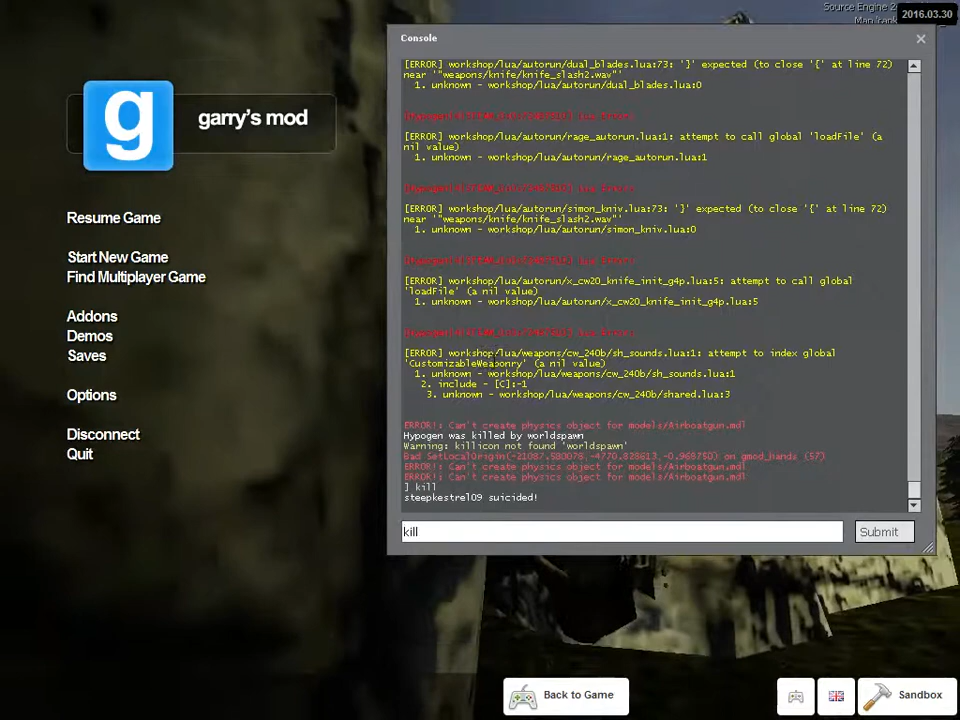 Source Engine 2
2016.03.30
Console
[ERROR] workshop/lua/autorun/dual_blades.lua:73: '}' expected (to close '{' at line 72)
near '"weapons/knife/knife_slash2.wav"'
1. unknown - workshop/lua/autorun/dual_blades.lua:0
[ERROR] workshop/lua/autorun/rage_autorun.lua:1: attempt to call global 'loadFile' (a
nil value)
1. unknown - workshop/lua/autorun/rage_autorun.lua:1
[ERROR] workshop/lua/autorun/simon_kniv.lua:73: '}' expected (to close '{' at line 72)
near '"weapons/knife/knife_slash2.wav"'
1. unknown - workshop/lua/autorun/simon_kniv.lua:0
[ERROR] workshop/lua/autorun/x_cw20_knife_init_g4p.lua:5: attempt to call global
'loadFile' (a nil value)
1. unknown - workshop/lua/autorun/x_cw20_knife_init_g4p.lua:5
[ERROR] workshop/lua/weapons/cw_240b/sh_sounds.lua:1: attempt to index global
'CustomizableWeaponry' (a nil value)
1. unknown - workshop/lua/weapons/cw_240b/sh_sounds.lua:1
2. include - [C]:-1
3. unknown - workshop/lua/weapons/cw_240b/shared.lua:3
ERROR!: Can't create physics object for models/Airboatgun.mdl
Hypogen was killed by worldspawn
Warning: killicon not found 'worldspawn'
Bad SetLocalOrigin(-21087.580078,-4770.828613,-0.968750) on gmod_hands (57)
ERROR!: Can't create physics object for models/Airboatgun.mdl
ERROR!: Can't create physics object for models/Airboatgun.mdl
] kill
steepkestrel09 suicided!
kill
Submit
g garry's mod
Resume Game
Start New Game
Find Multiplayer Game
Addons
Demos
Saves
Options
Disconnect
Quit
Back to Game
Sandbox